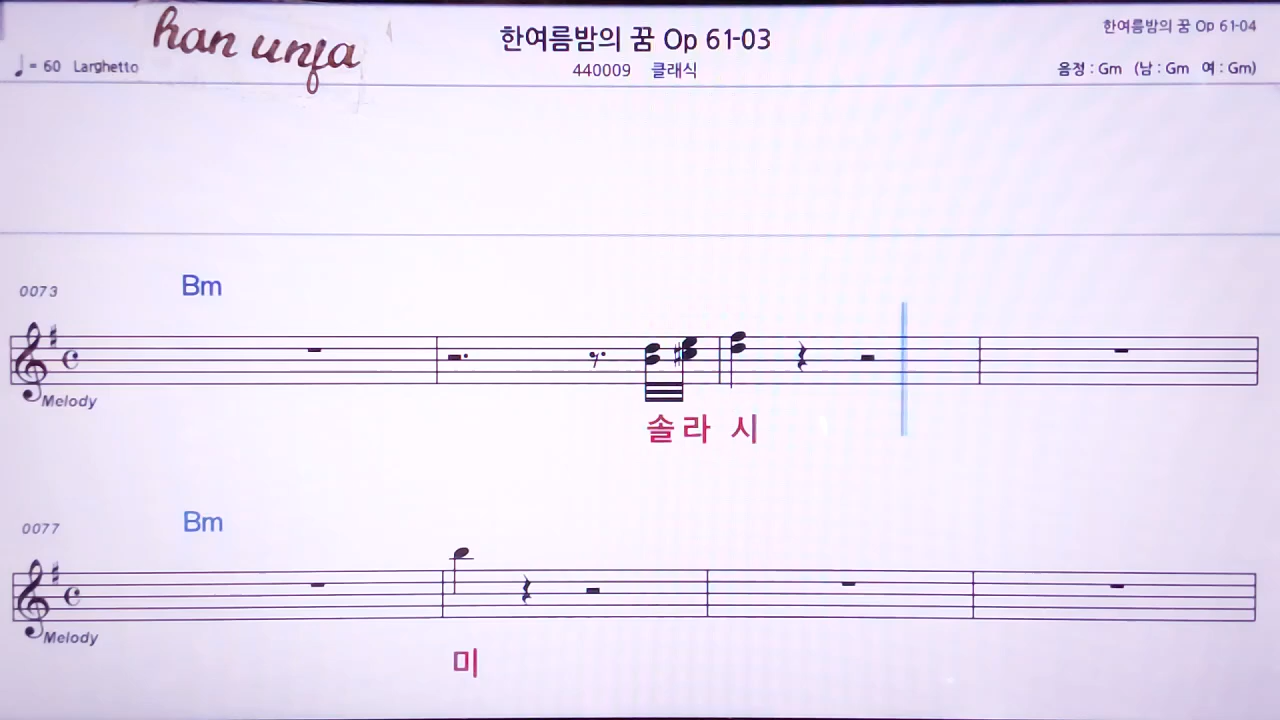 han unfa
한여름밤의 꿈 Op 61-03
한여름밤의 꿈 Op 61-04
♩= 60 Larghetto
440009 클래식
음정 : Gm (남 : Gm 여 : Gm)
0073 Bm
Melody
솔 라 시
0077 Bm
Melody
미